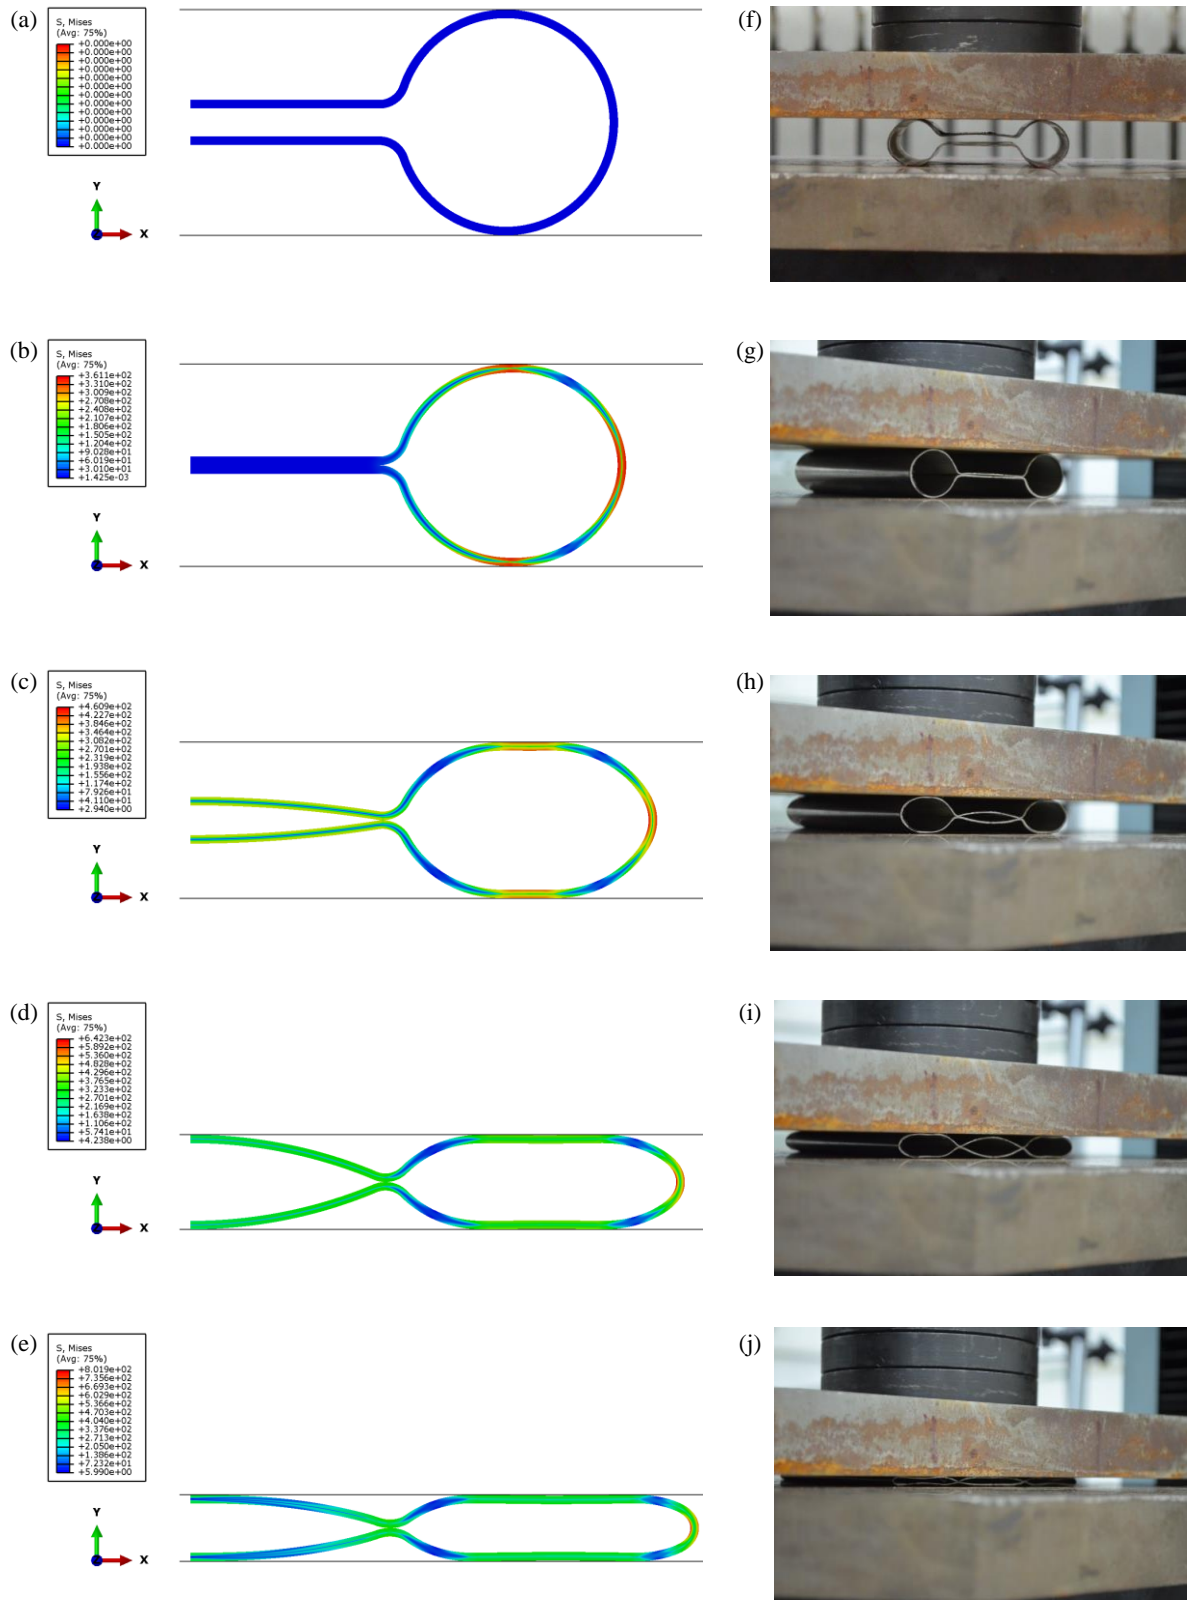 (a)
S, Mises
(Avg: 75%)
+0.000e+00
+0.000e+00
+0.000e+00
+0.000e+00
+0.000e+00
+0.000e+00
+0.000e+00
+0.000e+00
+0.000e+00
+0.000e+00
+0.000e+00
+0.000e+00
+0.000e+00
Y
Z
X
(f)
(b)
S, Mises
(Avg: 75%)
+3.611e+02
+3.310e+02
+3.009e+02
+2.708e+02
+2.408e+02
+2.107e+02
+1.806e+02
+1.505e+02
+1.204e+02
+9.028e+01
+6.019e+01
+3.010e+01
+1.425e-03
Y
Z
X
(g)
(c)
S, Mises
(Avg: 75%)
+4.609e+02
+4.227e+02
+3.846e+02
+3.464e+02
+3.082e+02
+2.701e+02
+2.319e+02
+1.938e+02
+1.556e+02
+1.174e+02
+7.926e+01
+4.110e+01
+2.940e+00
Y
Z
X
(h)
(d)
S, Mises
(Avg: 75%)
+6.423e+02
+5.892e+02
+5.360e+02
+4.828e+02
+4.296e+02
+3.765e+02
+3.233e+02
+2.701e+02
+2.169e+02
+1.638e+02
+1.106e+02
+5.741e+01
+4.238e+00
Y
Z
X
(i)
(e)
S, Mises
(Avg: 75%)
+8.019e+02
+7.356e+02
+6.693e+02
+6.029e+02
+5.366e+02
+4.703e+02
+4.040e+02
+3.376e+02
+2.713e+02
+2.050e+02
+1.386e+02
+7.232e+01
+5.990e+00
Y
Z
X
(j)